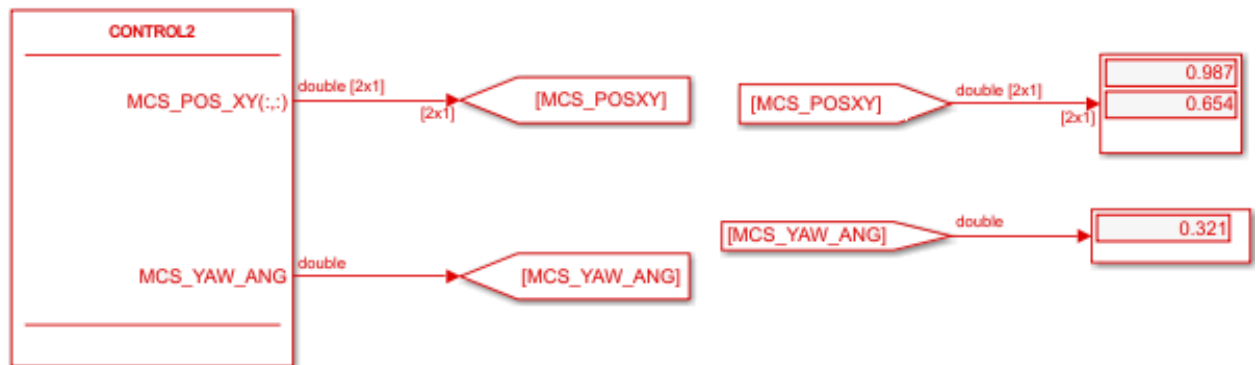 CONTROL2
MCS_POS_XY(:,:)
double [2x1]
[2x1]
[MCS_POSXY]
MCS_YAW_ANG
double
[MCS_YAW_ANG]
[MCS_POSXY]
double [2x1]
[2x1]
0.987
0.654
[MCS_YAW_ANG]
double
0.321